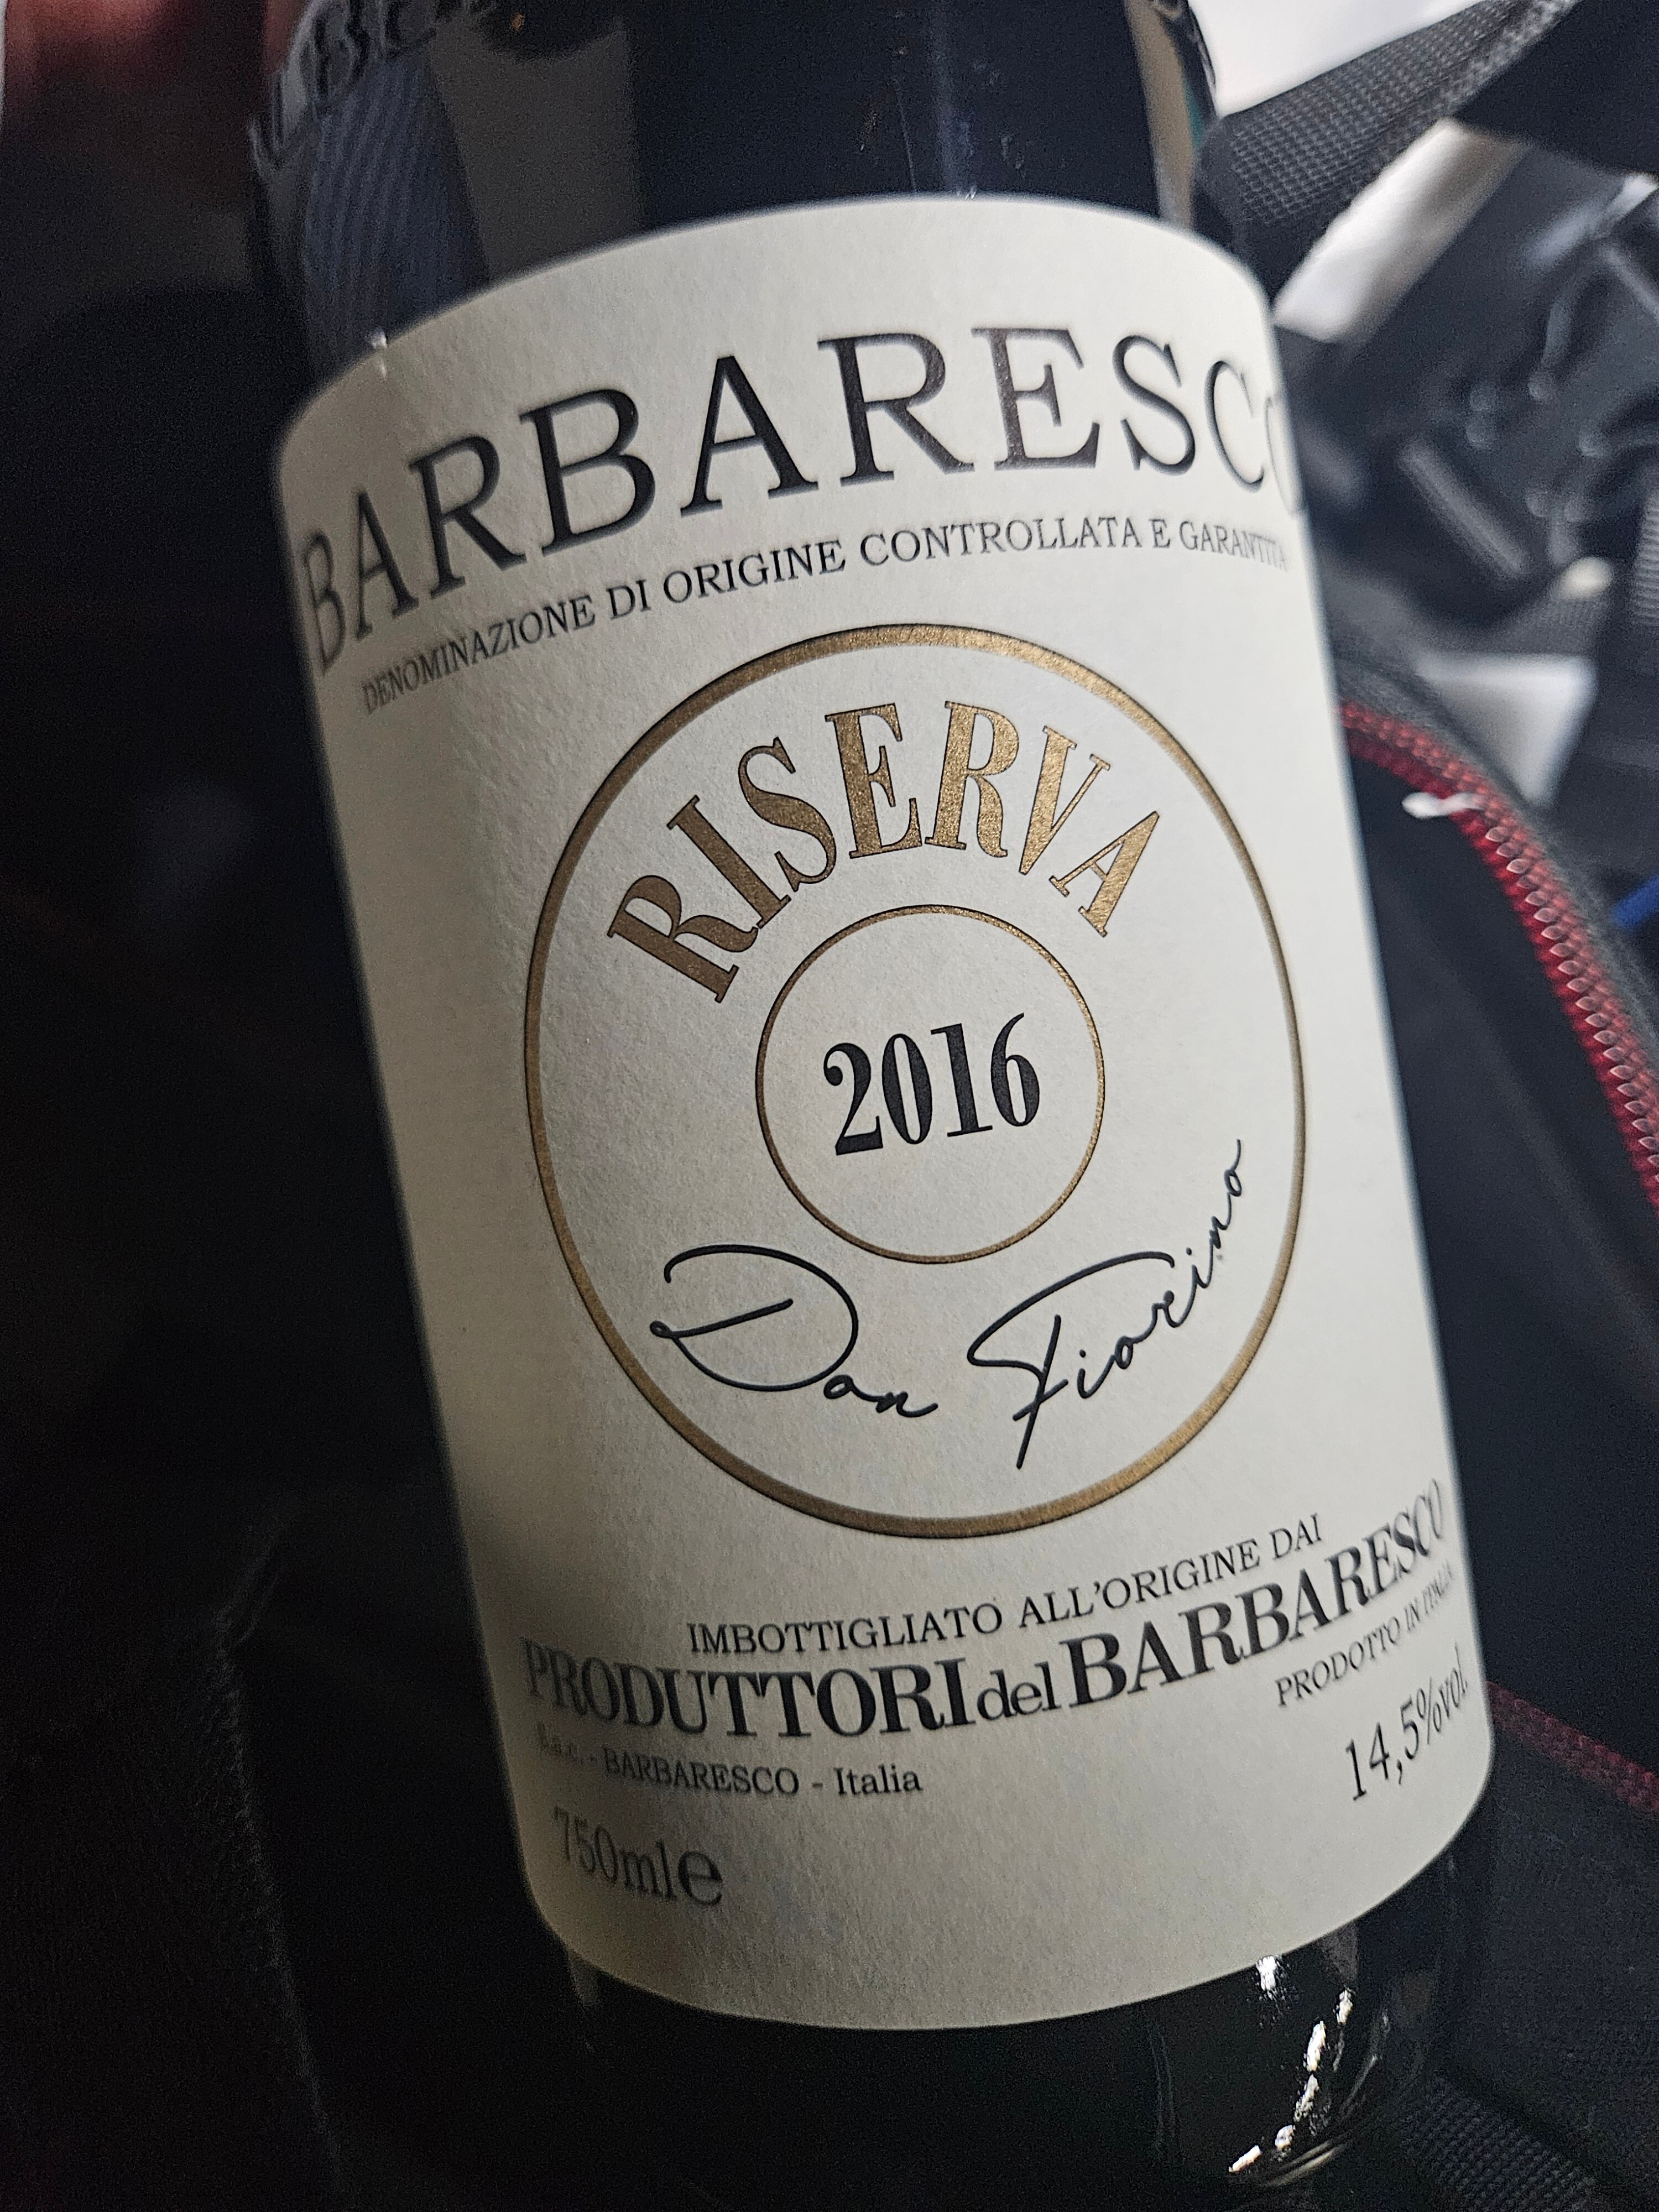 BARBARESCO
DENOMINAZIONE DI ORIGINE CONTROLLATA E GARANTITA
RISERVA
2016
Don Fiorino
IMBOTTIGLIATO ALL'ORIGINE DAI
PRODUTTORI del BARBARESCO
PRODOTTO IN ITALIA
s.a.c. - BARBARESCO - Italia
14,5%vol.
750ml e